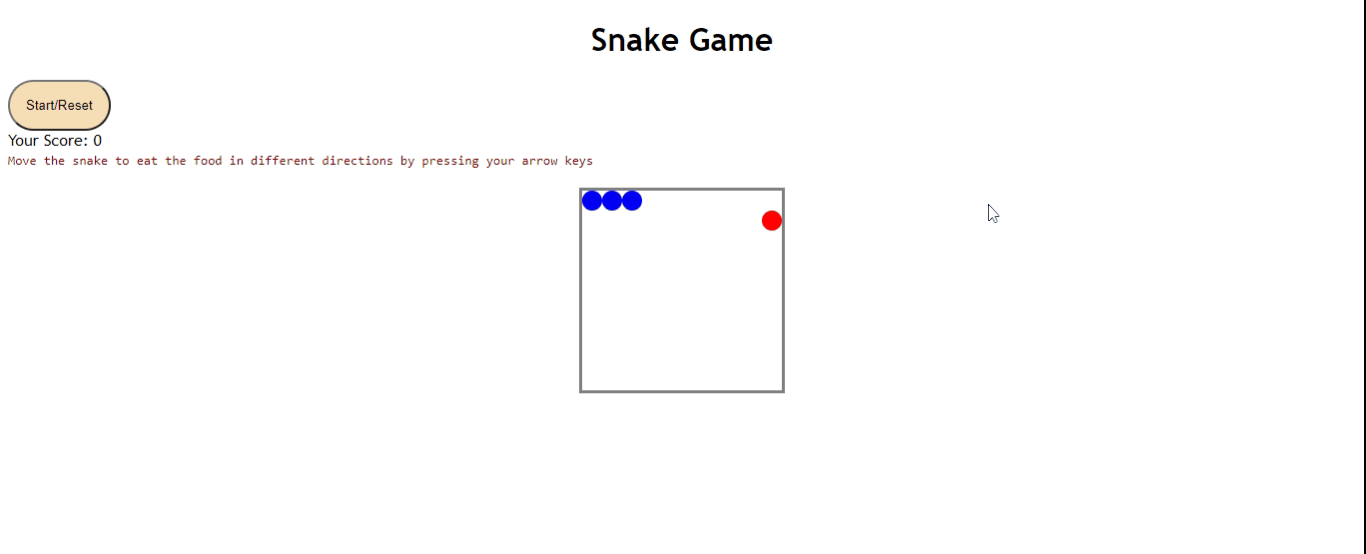 Snake Game
Start/Reset
Your Score: 0
Move the snake to eat the food in different directions by pressing your arrow keys